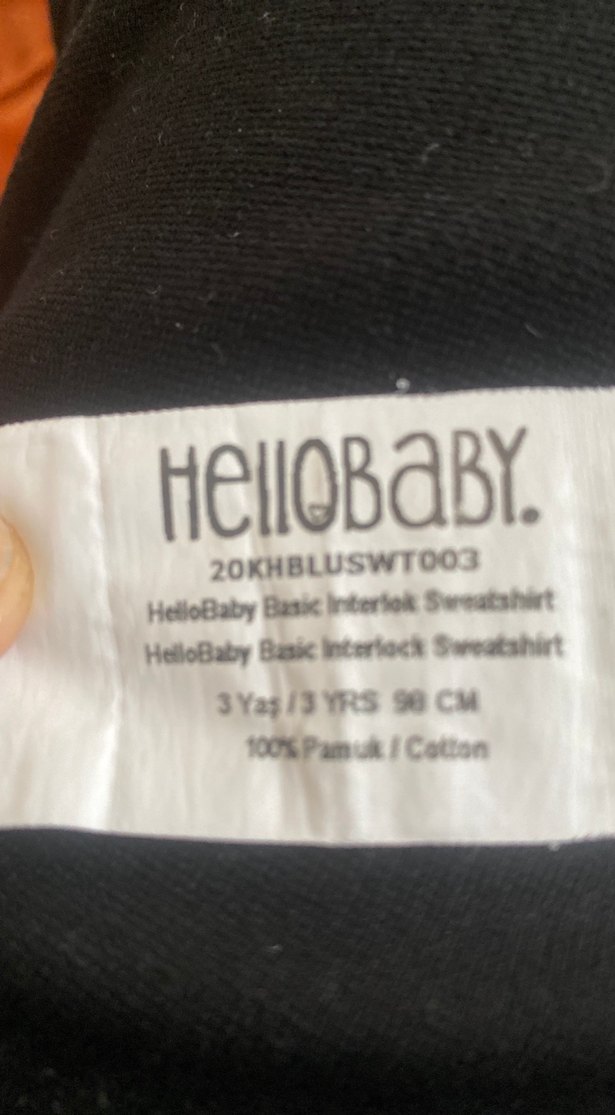 HelloBaby.
20KHBLUSWT003
HelloBaby Basic Interlok Sweatshirt
HelloBaby Basic Interlock Sweatshirt
3 Yaş / 3 YRS 98 CM
100% Pamuk / Cotton